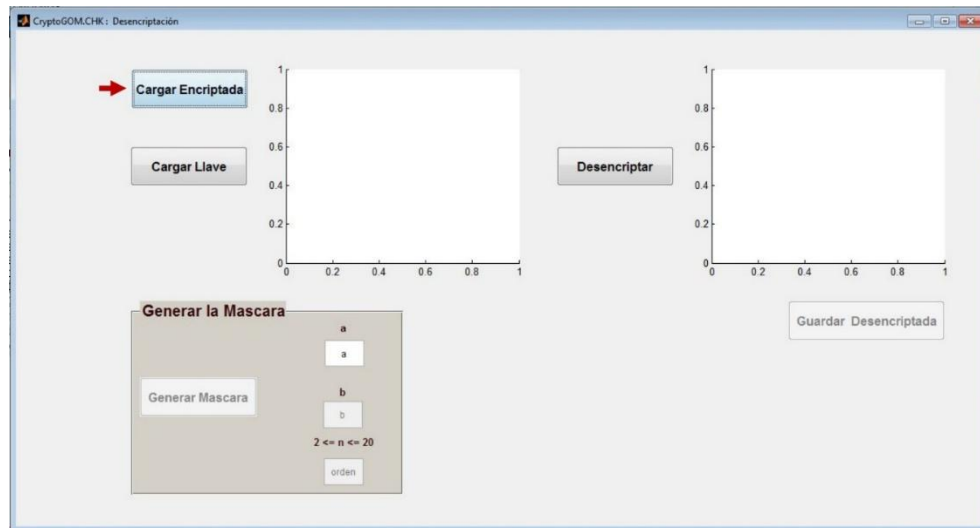 CryptoGOM.CHK : Desencriptación
Cargar Encriptada
Cargar Llave
1
0.8
0.6
0.4
0.2
0
0 0.2 0.4 0.6 0.8 1
Desencriptar
1
0.8
0.6
0.4
0.2
0
0 0.2 0.4 0.6 0.8 1
Guardar Desencriptada
Generar la Mascara
a
a
Generar Mascara
b
b
2 <= n <= 20
orden